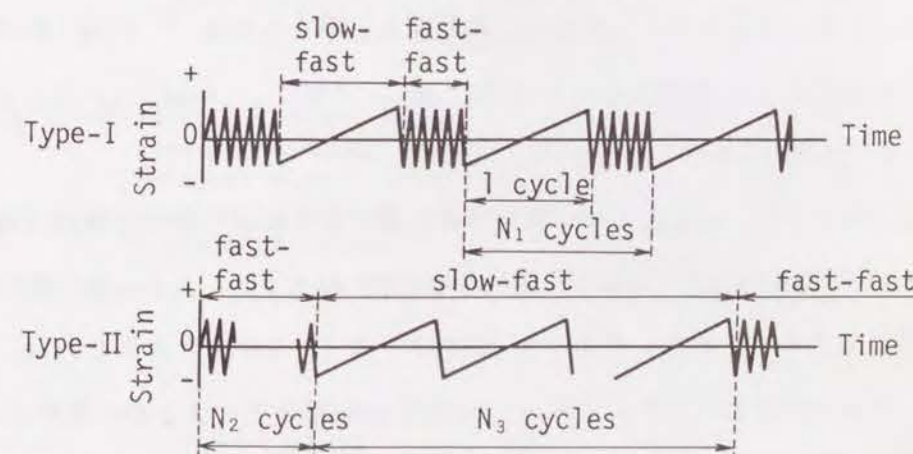 slow-
fast
fast-
fast
+
Strain
Type-I
0
Time
-
1 cycle
N₁ cycles
fast-
fast
slow-fast
fast-fast
+
Strain
Type-II
0
Time
-
N₂ cycles
N₃ cycles